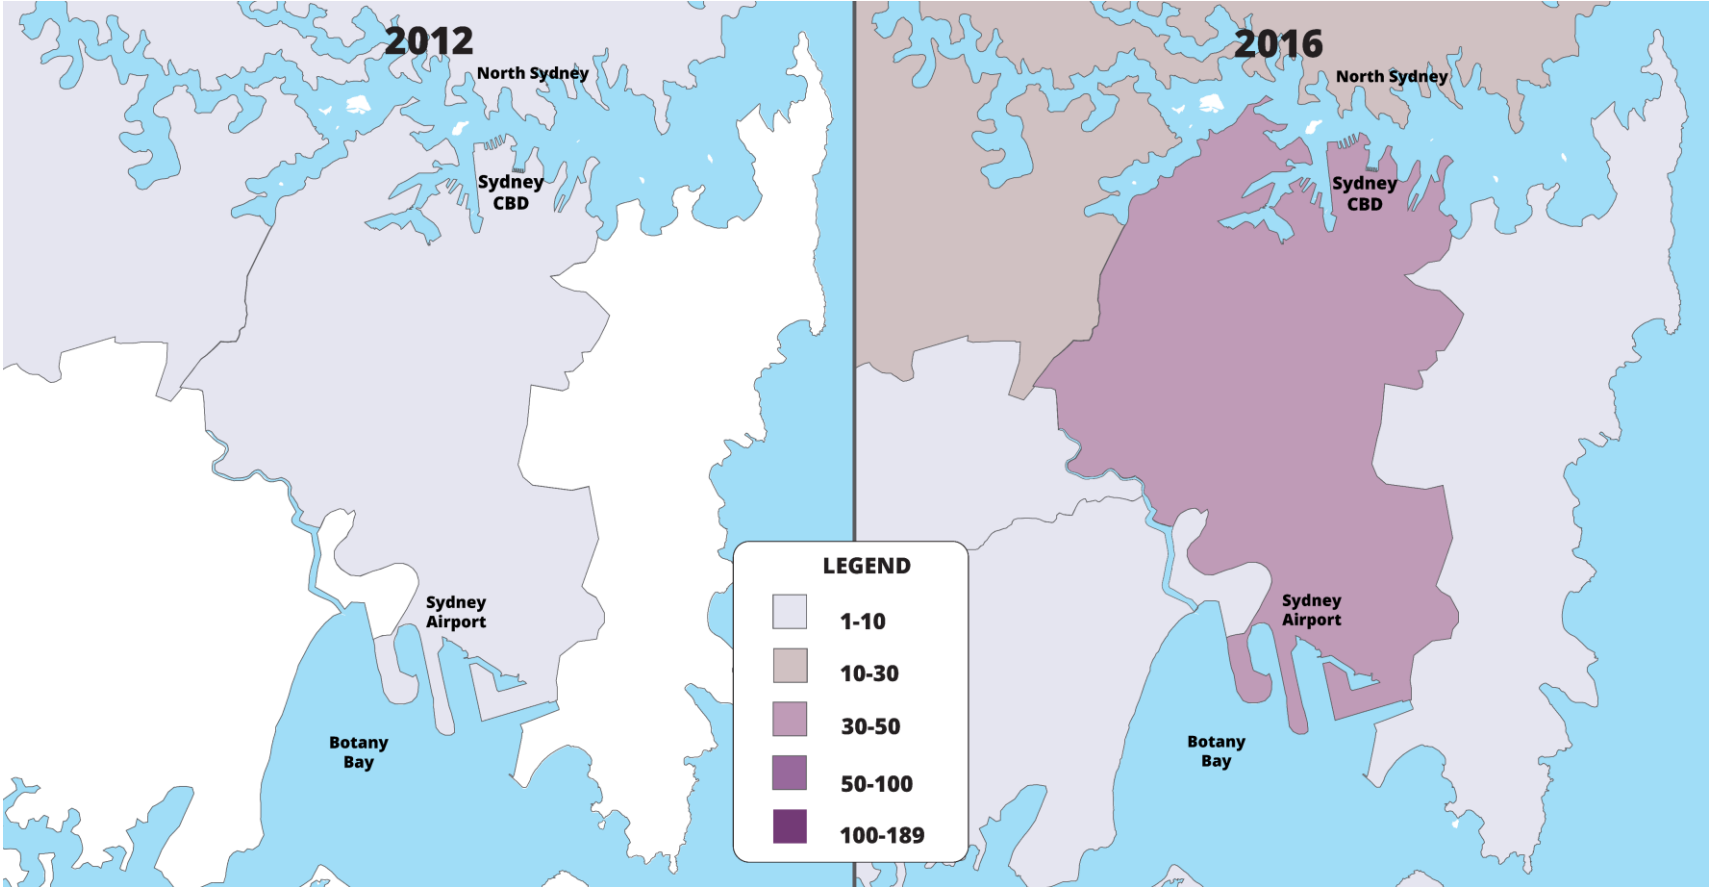 2012
North Sydney
Sydney
CBD
Sydney
Airport
Botany
Bay
2016
North Sydney
Sydney
CBD
Sydney
Airport
Botany
Bay
LEGEND
1-10
10-30
30-50
50-100
100-189